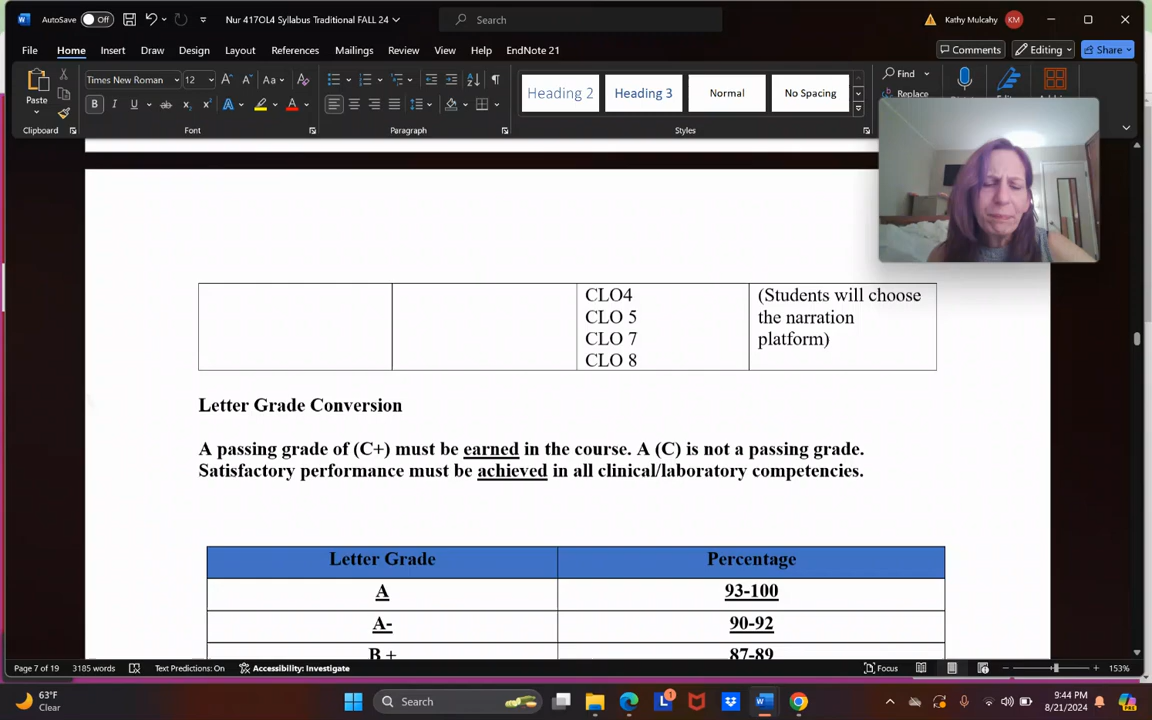 AutoSave Off Nur 417OL4 Syllabus Traditional FALL 24 Search Kathy Mulcahy KM
File Home Insert Draw Design Layout References Mailings Review View Help EndNote 21 Comments Editing Share
Paste Times New Roman 12 Aa Heading 2 Heading 3 Normal No Spacing Find
B I U ab x₂ x² A A Replace
Clipboard Font Paragraph Styles
CLO4
CLO 5
CLO 7
CLO 8
(Students will choose
the narration
platform)
Letter Grade Conversion
A passing grade of (C+) must be earned in the course. A (C) is not a passing grade.
Satisfactory performance must be achieved in all clinical/laboratory competencies.
Letter Grade Percentage
A 93-100
A- 90-92
B + 87-89
Page 7 of 19 3185 words Text Predictions: On Accessibility: Investigate Focus 153%
63°F
Clear
Search
L 1
9:44 PM
8/21/2024